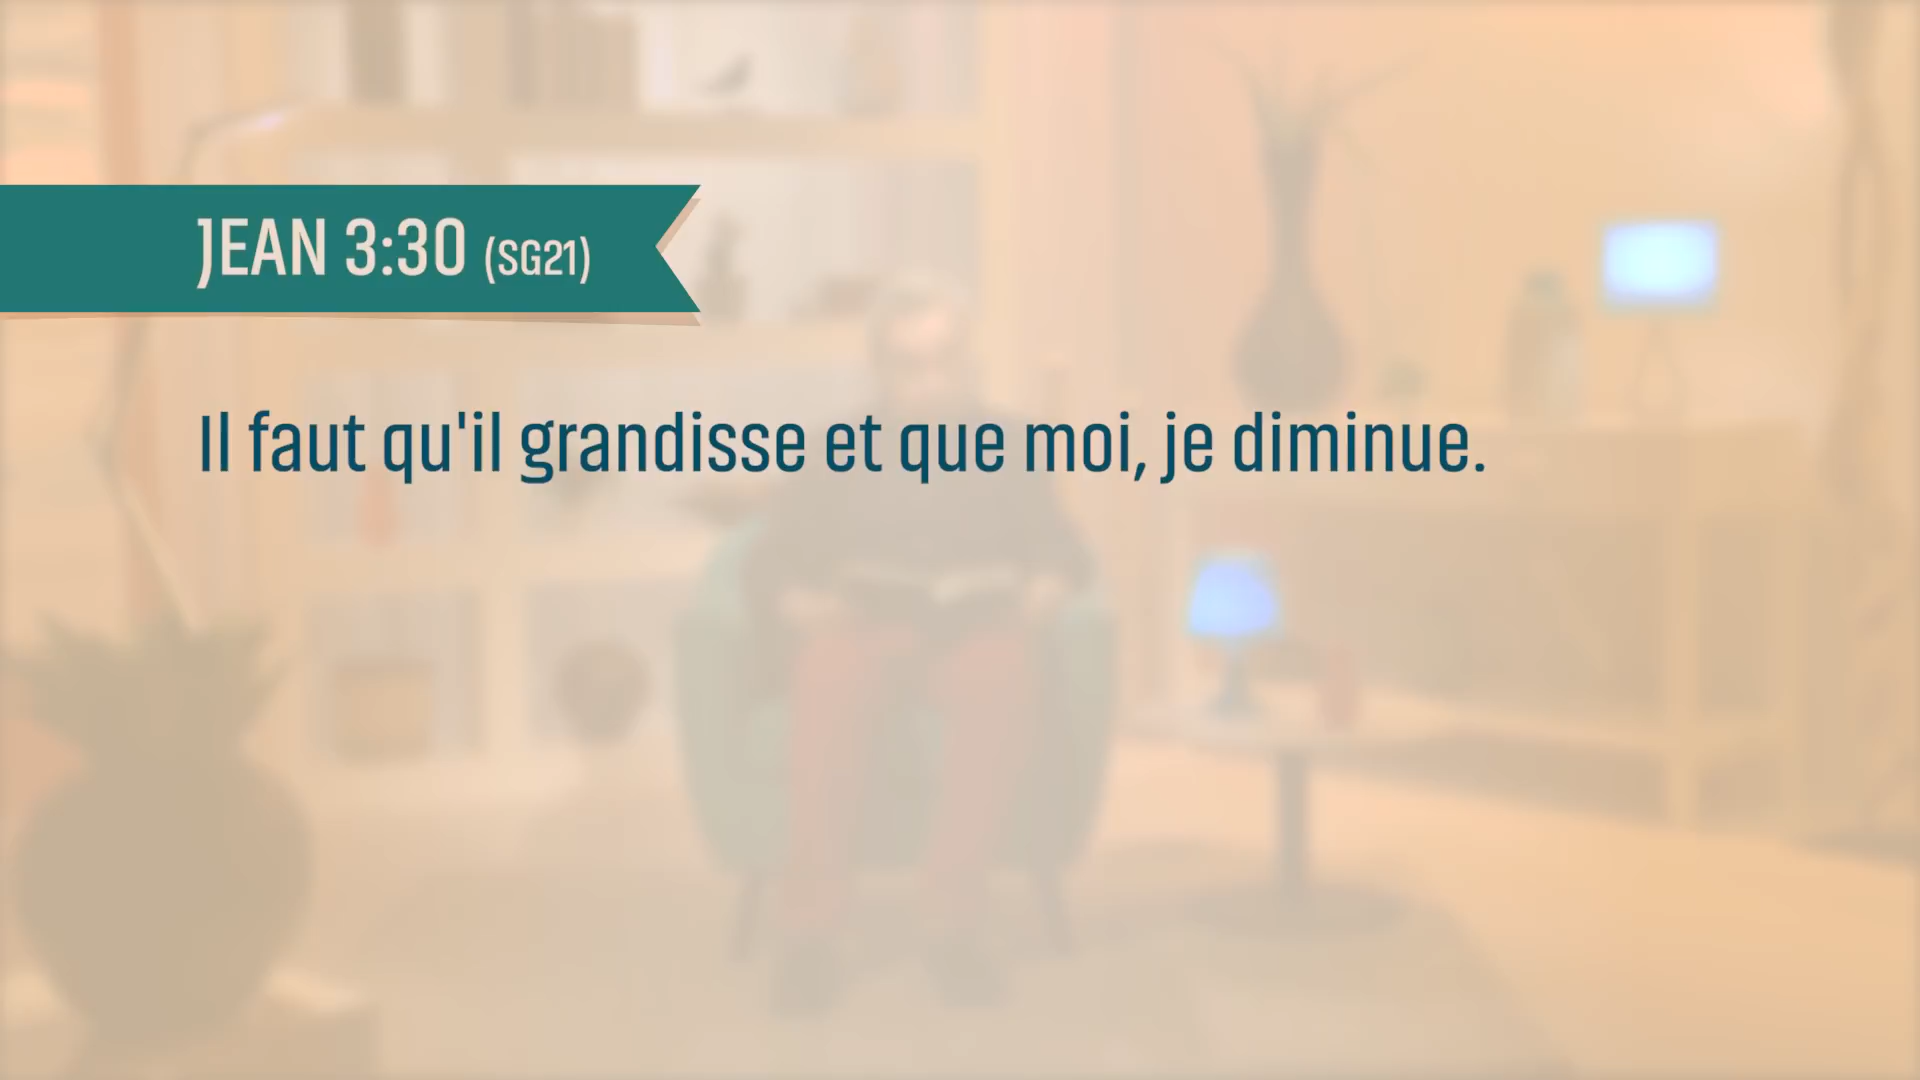 JEAN 3:30 (SG21)
Il faut qu'il grandisse et que moi, je diminue.